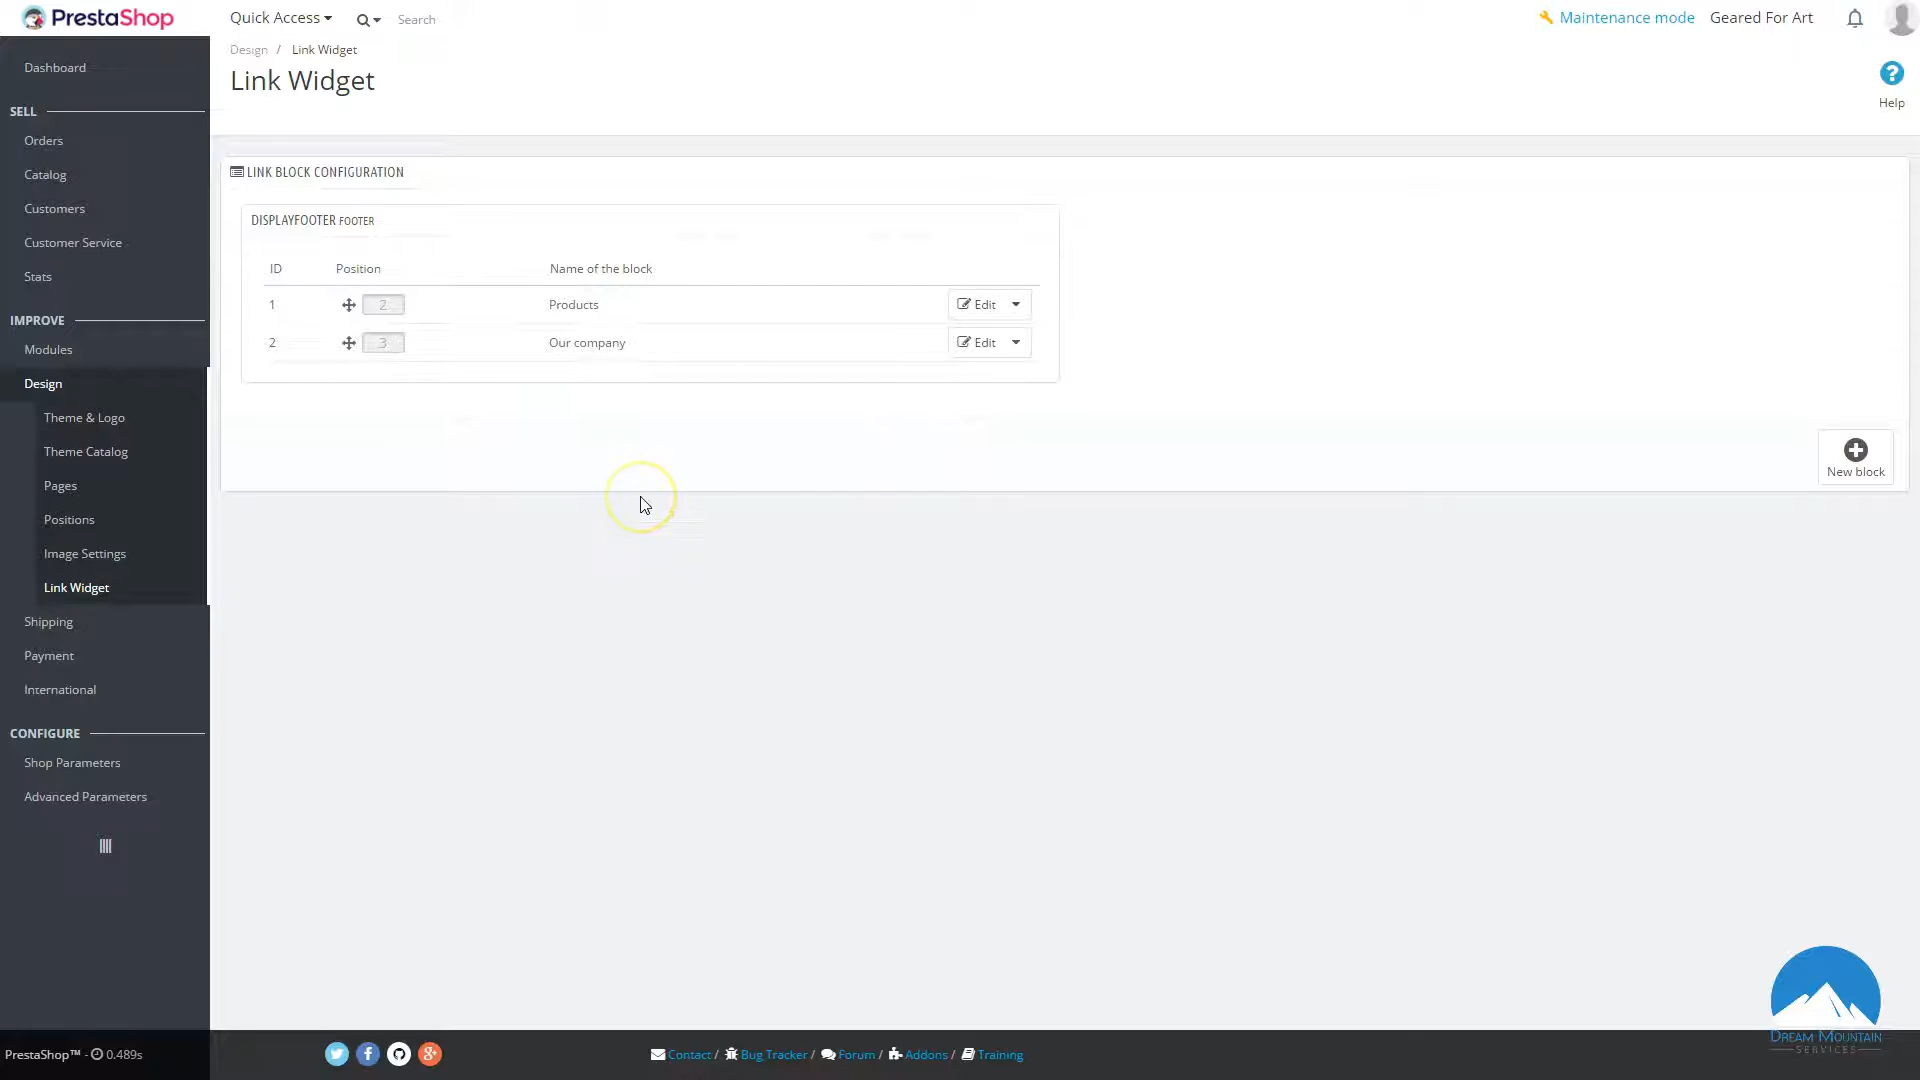 PrestaShop
Quick Access
Search
Maintenance mode
Geared For Art
Design / Link Widget
Link Widget
Help
Dashboard
SELL
Orders
Catalog
Customers
Customer Service
Stats
IMPROVE
Modules
Design
Theme & Logo
Theme Catalog
Pages
Positions
Image Settings
Link Widget
Shipping
Payment
International
CONFIGURE
Shop Parameters
Advanced Parameters
LINK BLOCK CONFIGURATION
DISPLAYFOOTER FOOTER
ID Position Name of the block
1 2 Products Edit
2 3 Our company Edit
New block
DREAM MOUNTAIN
SERVICES
PrestaShop™ - 0.489s
Contact / Bug Tracker / Forum / Addons / Training